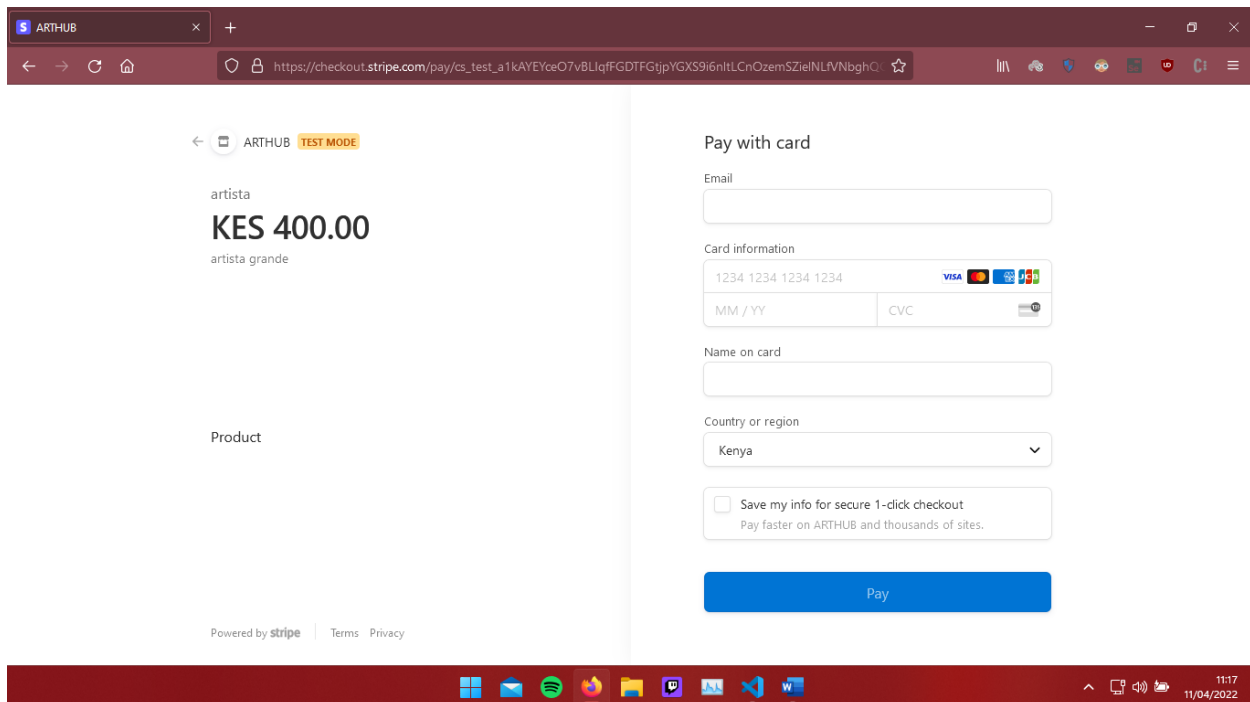 ARTHUB
https://checkout.stripe.com/pay/cs_test_a1kAYEYceO7vBLIqfFGDTFGtjpYGXS9i6nltLCnOzemSZielNLfVNbghQ
ARTHUB TEST MODE
artista
KES 400.00
artista grande
Product
Powered by stripe
Terms Privacy
Pay with card
Email
Card information
1234 1234 1234 1234
VISA
JCB
MM / YY
CVC
Name on card
Country or region
Kenya
Save my info for secure 1-click checkout
Pay faster on ARTHUB and thousands of sites.
Pay
11:17
11/04/2022